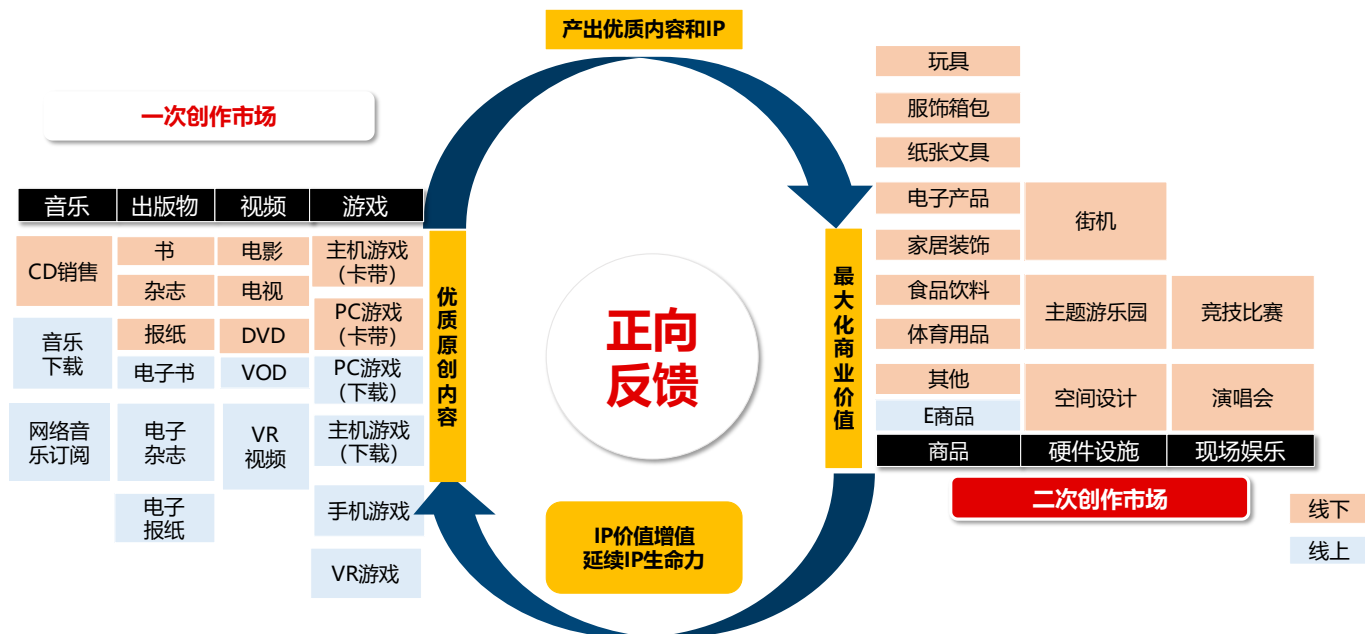 产出优质内容和IP
一次创作市场
音乐
出版物
视频
游戏
CD销售
书
电影
主机游戏
(卡带)
杂志
电视
PC游戏
(卡带)
音乐
下载
报纸
DVD
电子书
VOD
PC游戏
(下载)
网络音
乐订阅
电子
杂志
VR
视频
主机游戏
(下载)
电子
报纸
手机游戏
VR游戏
优质原创内容
正向
反馈
最大化商业价值
IP价值增值
延续IP生命力
玩具
服饰箱包
纸张文具
电子产品
街机
家居装饰
食品饮料
主题游乐园
竞技比赛
体育用品
其他
空间设计
演唱会
E商品
商品
硬件设施
现场娱乐
二次创作市场
线下
线上